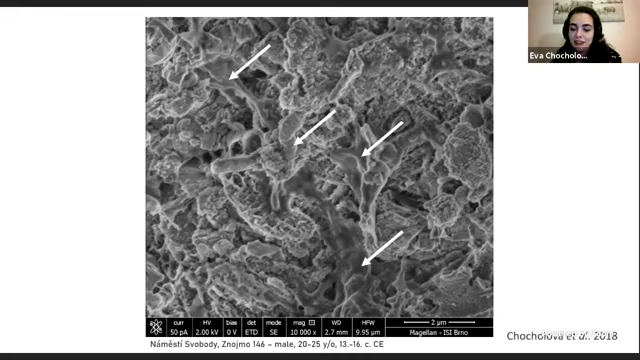 Eva Chocholo...
curr HV bias det mode mag WD HFW 2 µm
50 pA 2.00 kV 0 V ETD SE 10 000 x 2.7 mm 9.95 µm Magellan - ISI Brno
Náměstí Svobody, Znojmo 146 – male, 20-25 y/o, 13.-16. c. CE
Chocholová et al. 2018